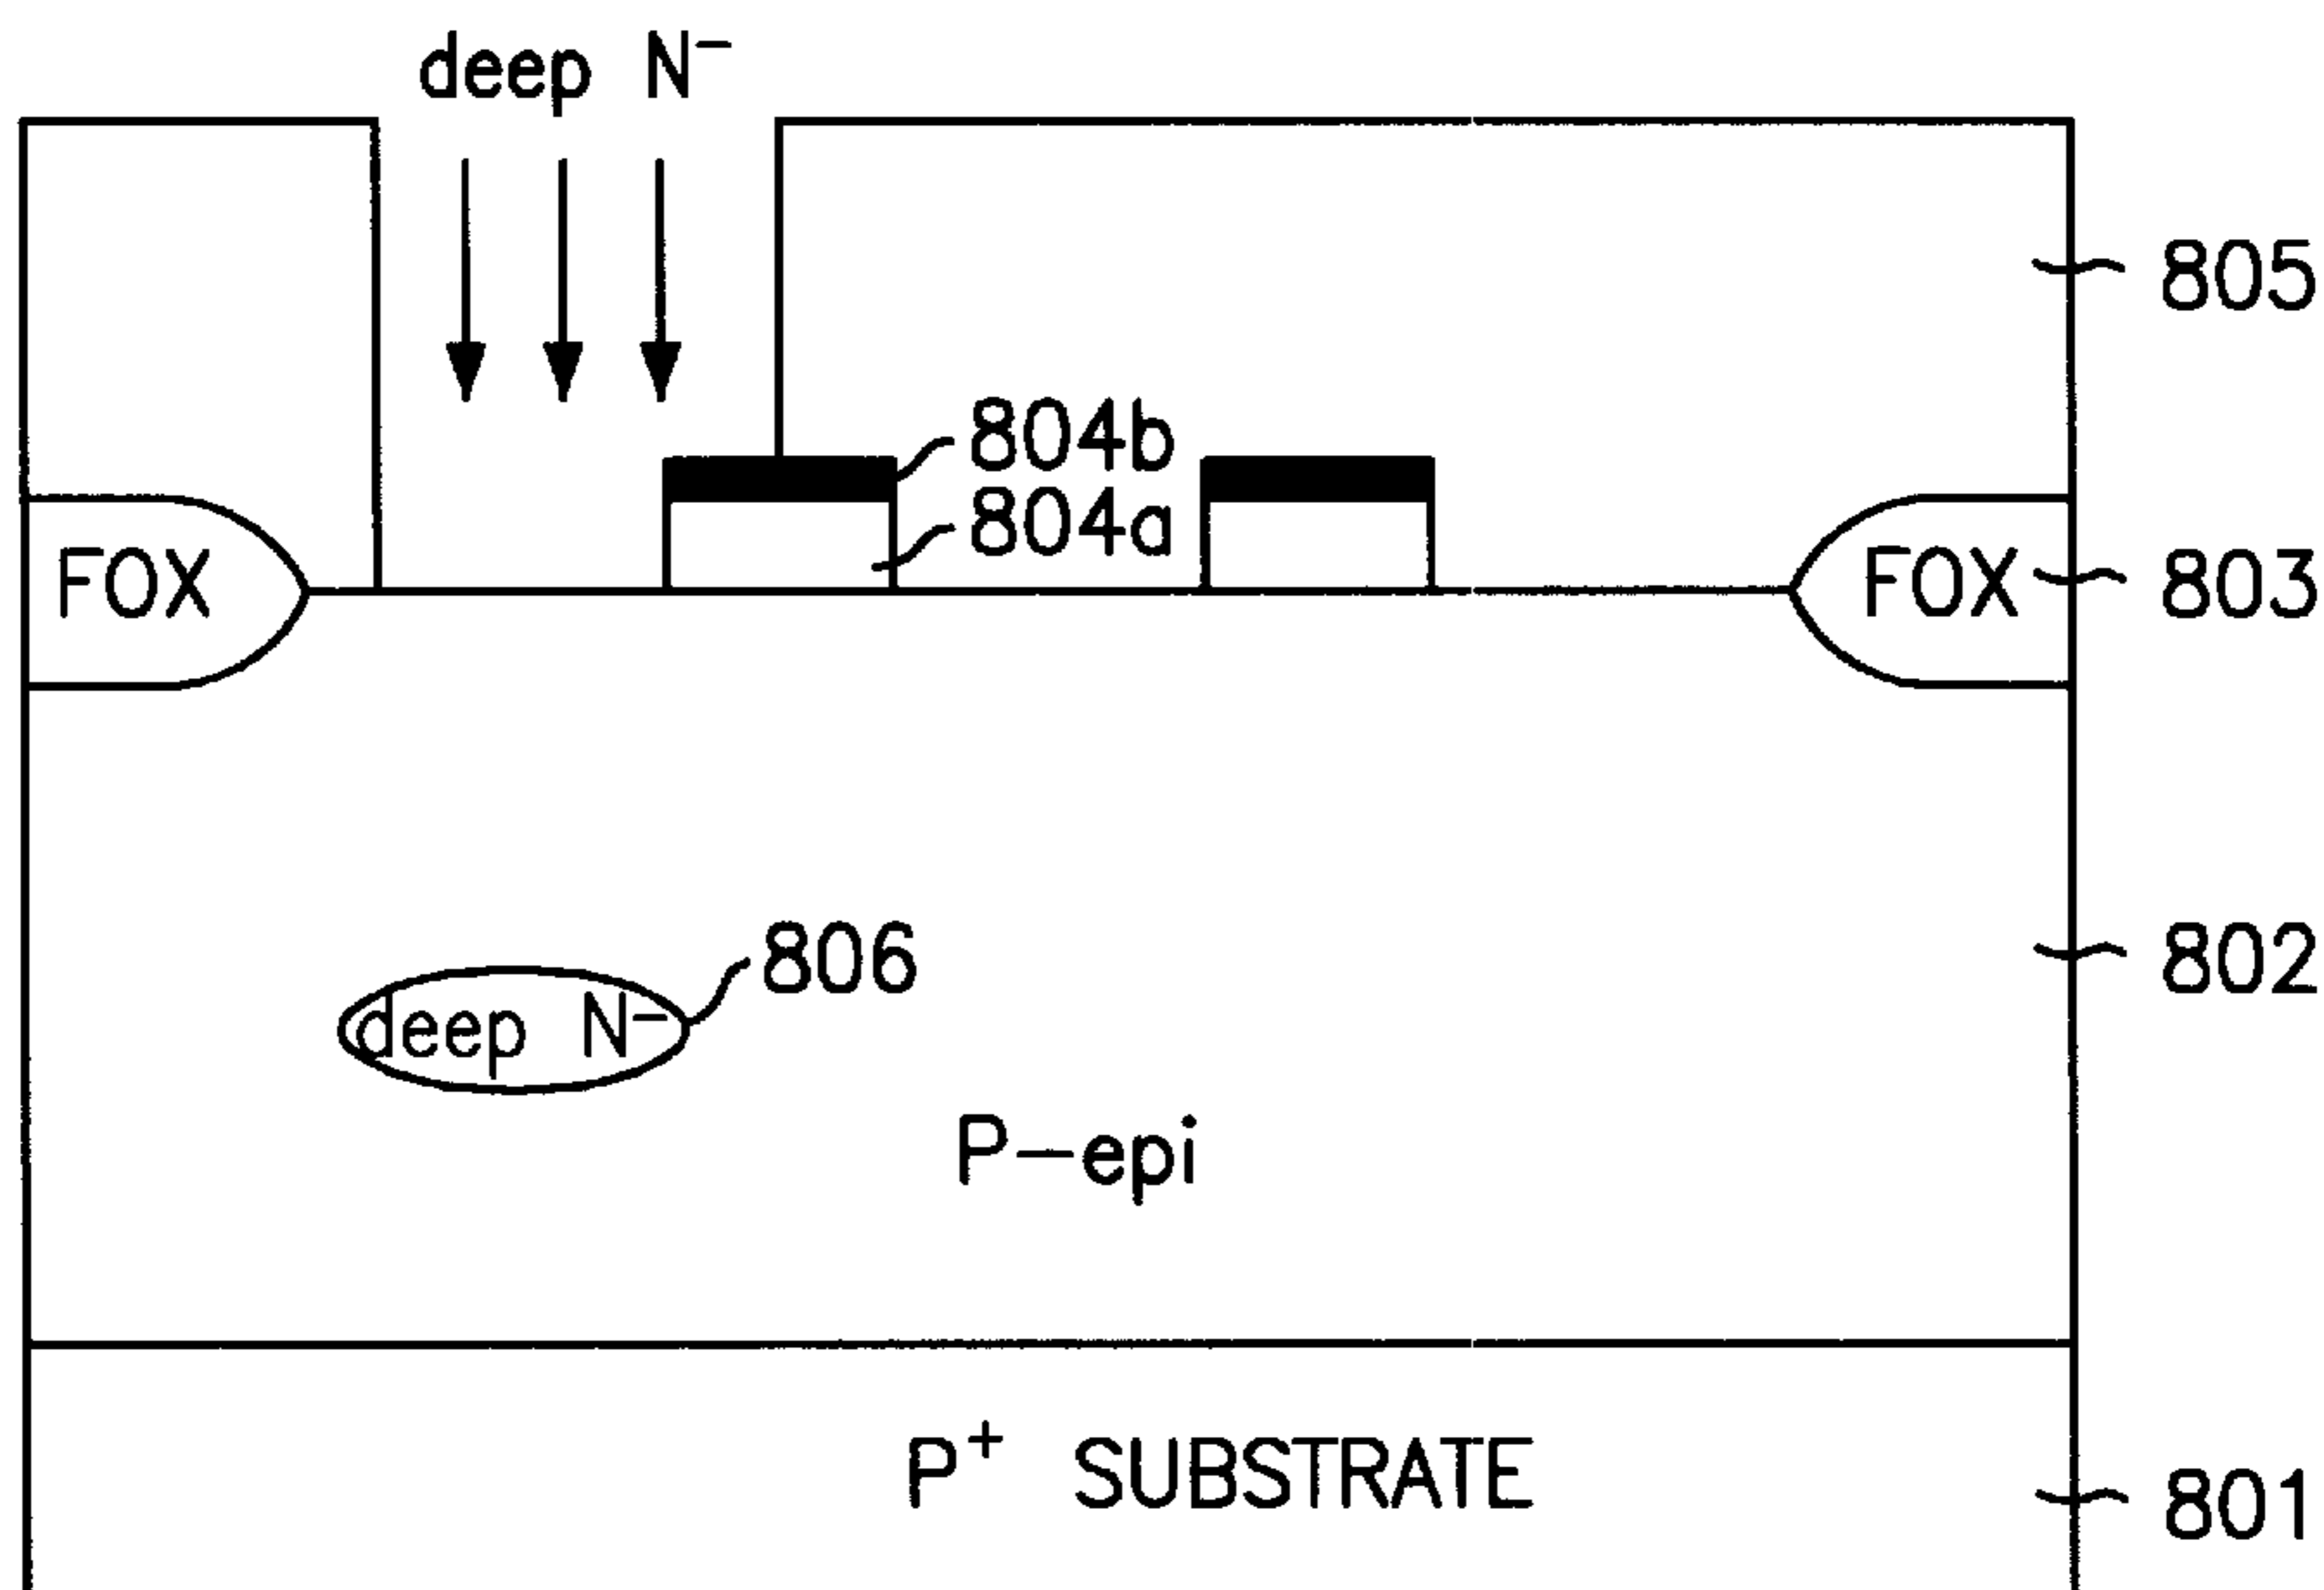 deep N⁻
805
804b
804a
FOX
FOX
803
802
806
deep N⁻
P-epi
P⁺ SUBSTRATE
801